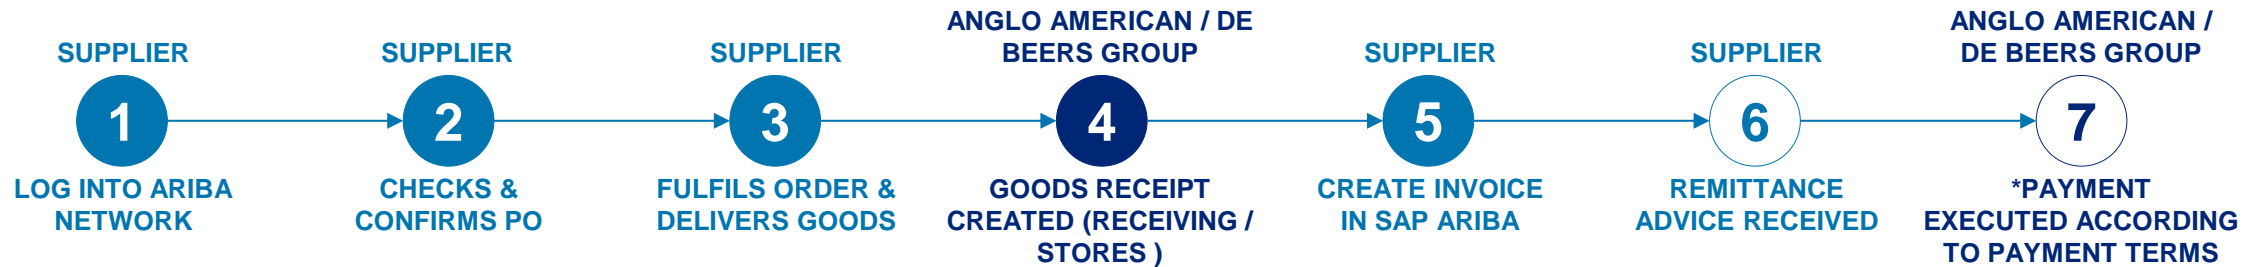 SUPPLIER
1
LOG INTO ARIBA
NETWORK
SUPPLIER
2
CHECKS &
CONFIRMS PO
SUPPLIER
3
FULFILS ORDER &
DELIVERS GOODS
ANGLO AMERICAN / DE
BEERS GROUP
4
GOODS RECEIPT
CREATED (RECEIVING /
STORES )
SUPPLIER
5
CREATE INVOICE
IN SAP ARIBA
SUPPLIER
6
REMITTANCE
ADVICE RECEIVED
ANGLO AMERICAN /
DE BEERS GROUP
7
*PAYMENT
EXECUTED ACCORDING
TO PAYMENT TERMS